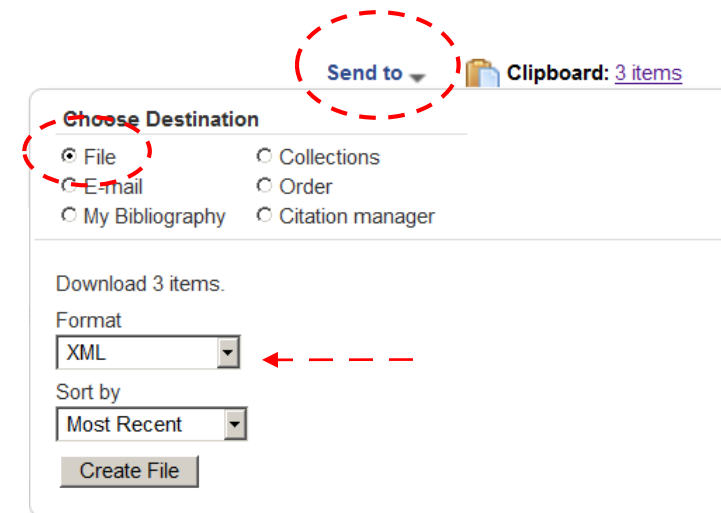 Send to Clipboard: 3 items
Choose Destination
File Collections
E-mail Order
My Bibliography Citation manager
Download 3 items.
Format
XML
Sort by
Most Recent
Create File